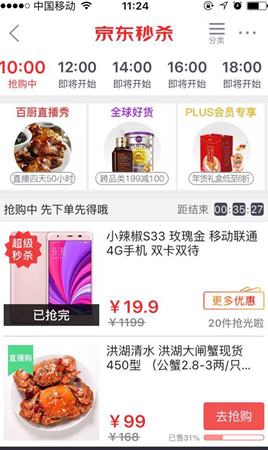 中国移动 11:24
京东秒杀
分类
10:00 12:00 14:00 16:00 18:00
抢购中 即将开始 即将开始 即将开始 即将开始
百厨直播秀 全球好货 PLUS会员专享
直播四天50小时 跨品类199减100 年货礼盒低至6折
抢购中 先下单先得哦 距结束 00:35:27
超级
秒杀
小辣椒S33 玫瑰金 移动联通
4G手机 双卡双待
已抢完
￥19.9
￥1199
更多优惠
20件抢光啦
直播购
洪湖清水 洪湖大闸蟹现货
450型 （公蟹2.8-3两/只...
￥99
￥168
去抢购
已售31%